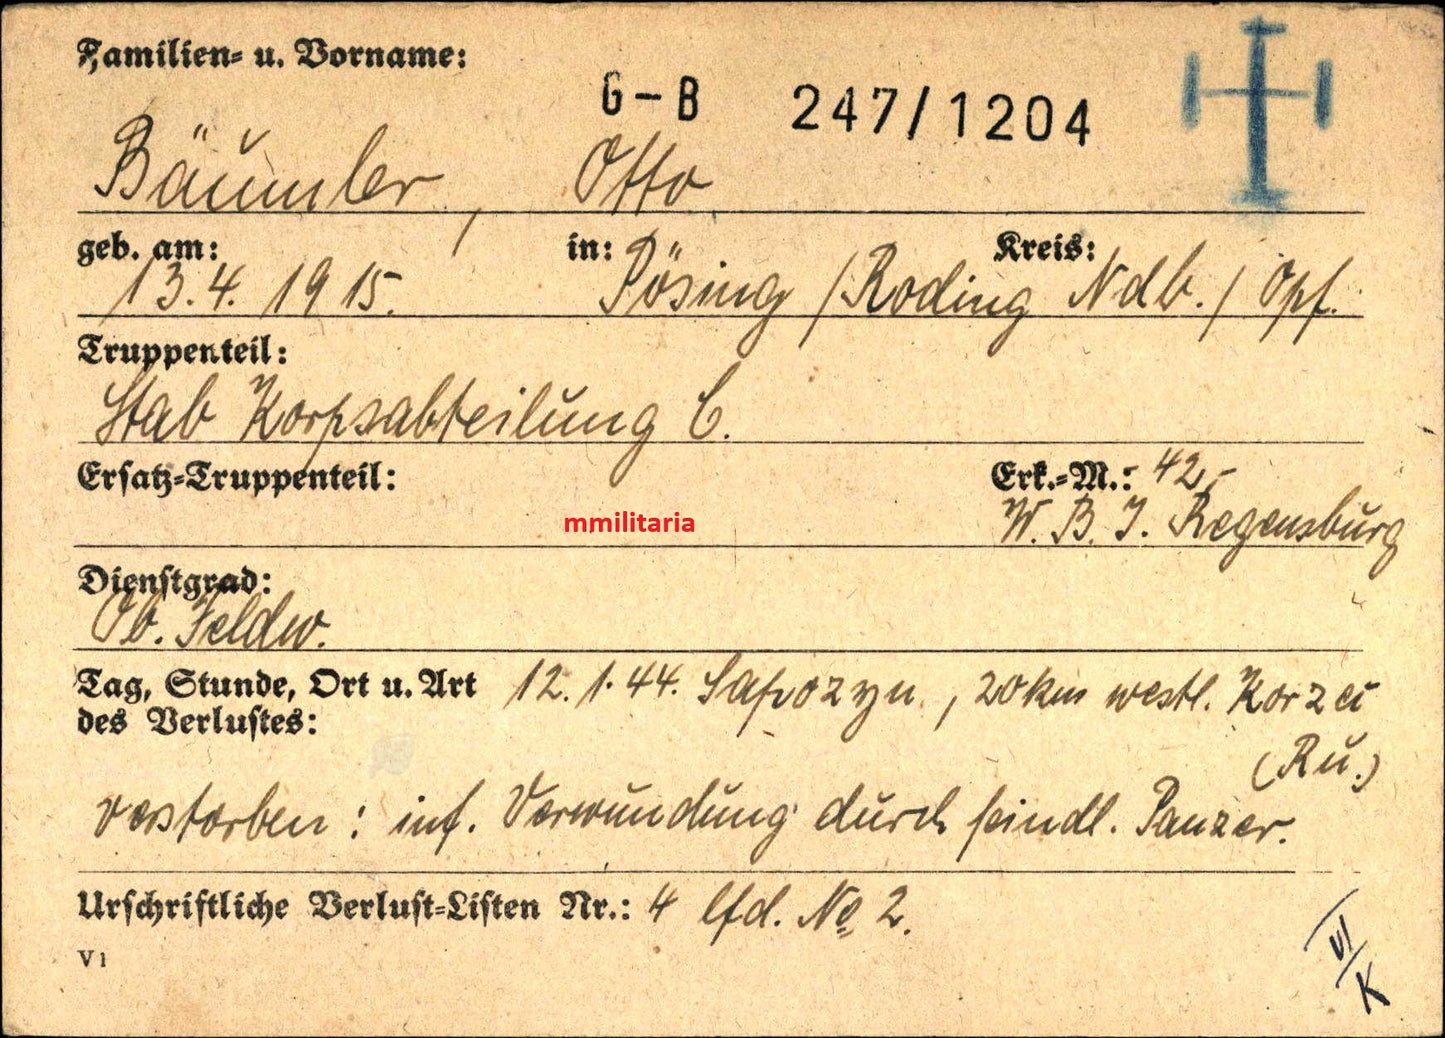 Familien- u. Vorname:
G-B 247/1204
Bäumler, Otto
geb. am: in: Kreis:
13.4.1915. Pösing / Roding Ndb. / Opf.
Truppenteil:
Stab Korpsabteilung C.
Ersatz-Truppenteil: Erk.-M.: 42,-
mmilitaria
W. B. I. Regensburg
Dienstgrad:
Ob. Feldw.
Tag, Stunde, Ort u. Art 12.1.44. Sapozyn., 20km westl. Korzei
des Verlustes:
(Ru.)
verstorben: inf. Verwundung durch feindl. Panzer.
Urschriftliche Verlust-Listen Nr.: 4 lfd. No 2.
V1
VI/K